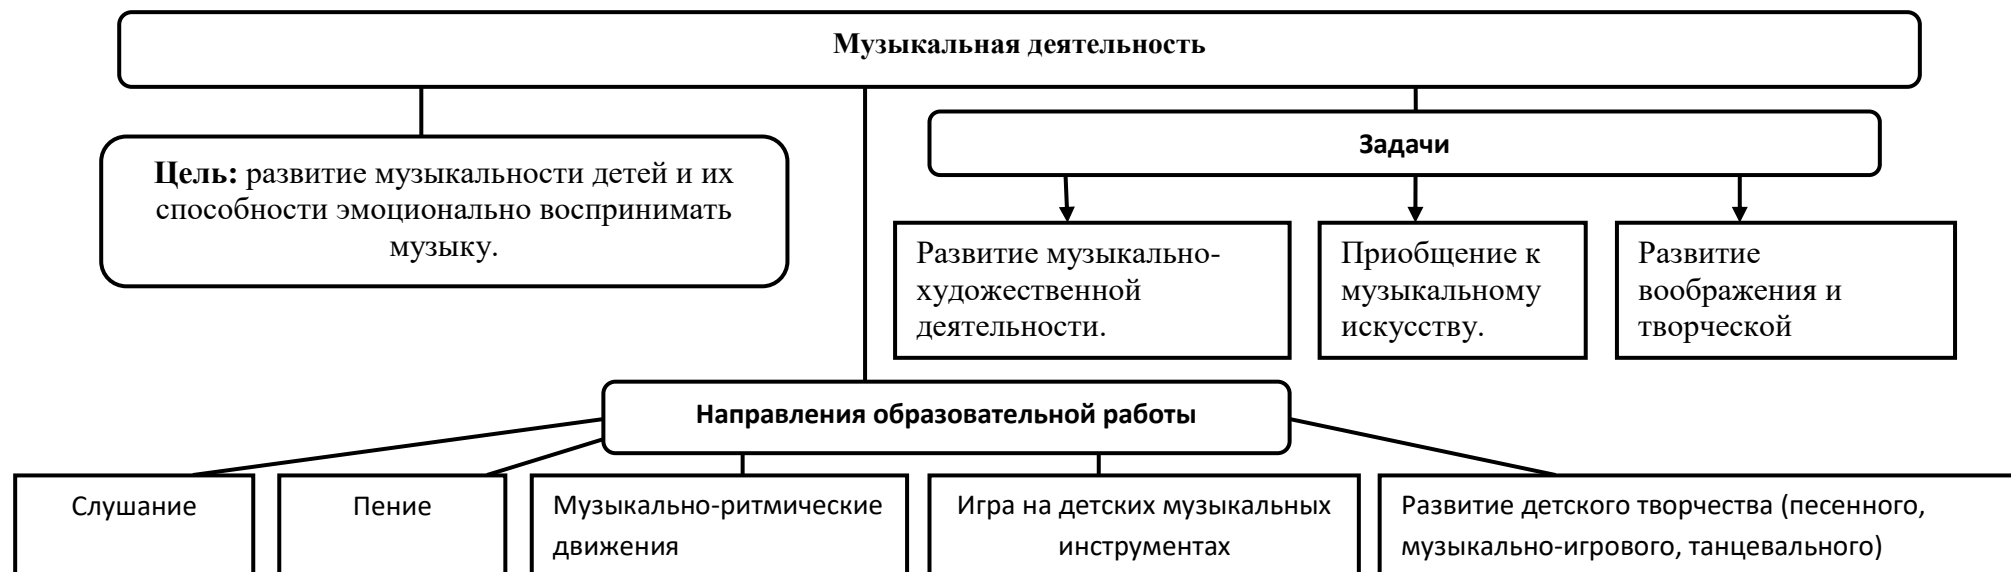 Музыкальная деятельность
Цель: развитие музыкальности детей и их
способности эмоционально воспринимать
музыку.
Задачи
Развитие музыкально-
художественной
деятельности.
Приобщение к
музыкальному
искусству.
Развитие
воображения и
творческой
Направления образовательной работы
Слушание
Пение
Музыкально-ритмические
движения
Игра на детских музыкальных
инструментах
Развитие детского творчества (песенного,
музыкально-игрового, танцевального)